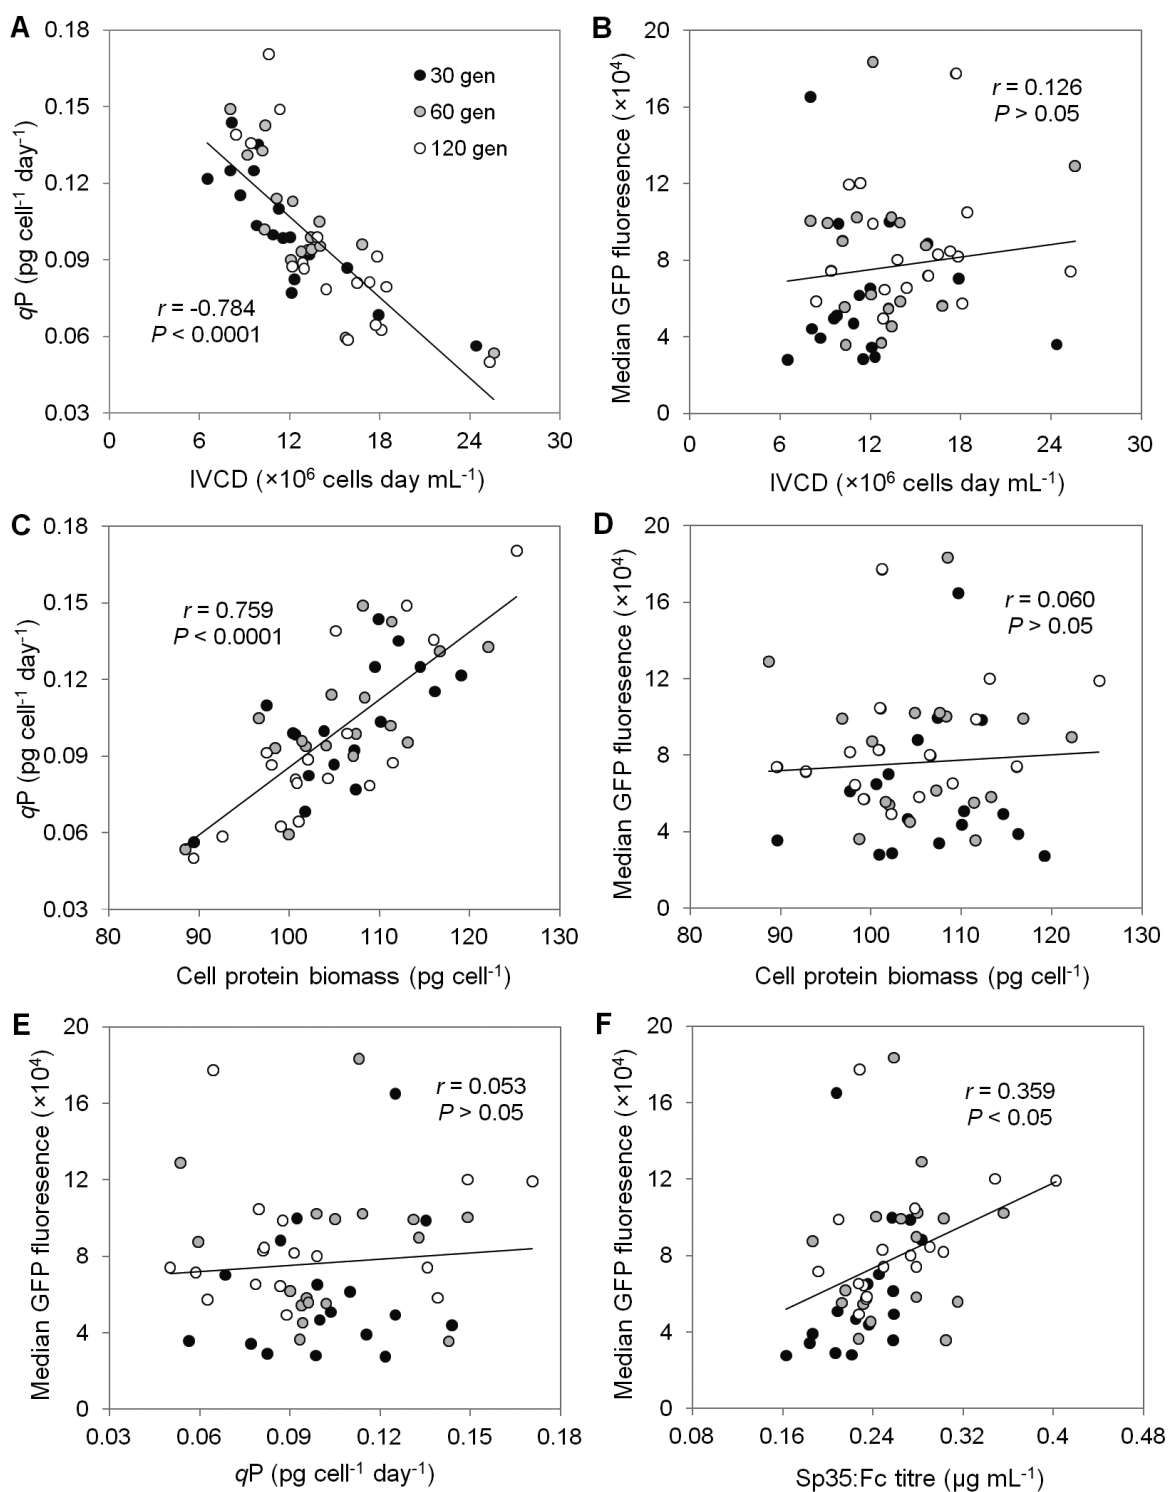 A
qP (pg cell⁻¹ day⁻¹)
0.18
0.15
0.12
0.09
0.06
0.03
30 gen
60 gen
120 gen
r = -0.784
P < 0.0001
0 6 12 18 24 30
IVCD (×10⁶ cells day mL⁻¹)
B
Median GFP fluoresence (×10⁴)
20
16
12
8
4
0
r = 0.126
P > 0.05
0 6 12 18 24 30
IVCD (×10⁶ cells day mL⁻¹)
C
qP (pg cell⁻¹ day⁻¹)
0.18
0.15
0.12
0.09
0.06
0.03
r = 0.759
P < 0.0001
80 90 100 110 120 130
Cell protein biomass (pg cell⁻¹)
D
Median GFP fluoresence (×10⁴)
20
16
12
8
4
0
r = 0.060
P > 0.05
80 90 100 110 120 130
Cell protein biomass (pg cell⁻¹)
E
Median GFP fluoresence (×10⁴)
20
16
12
8
4
0
r = 0.053
P > 0.05
0.03 0.06 0.09 0.12 0.15 0.18
qP (pg cell⁻¹ day⁻¹)
F
Median GFP fluoresence (×10⁴)
20
16
12
8
4
0
r = 0.359
P < 0.05
0.08 0.16 0.24 0.32 0.4 0.48
Sp35:Fc titre (µg mL⁻¹)